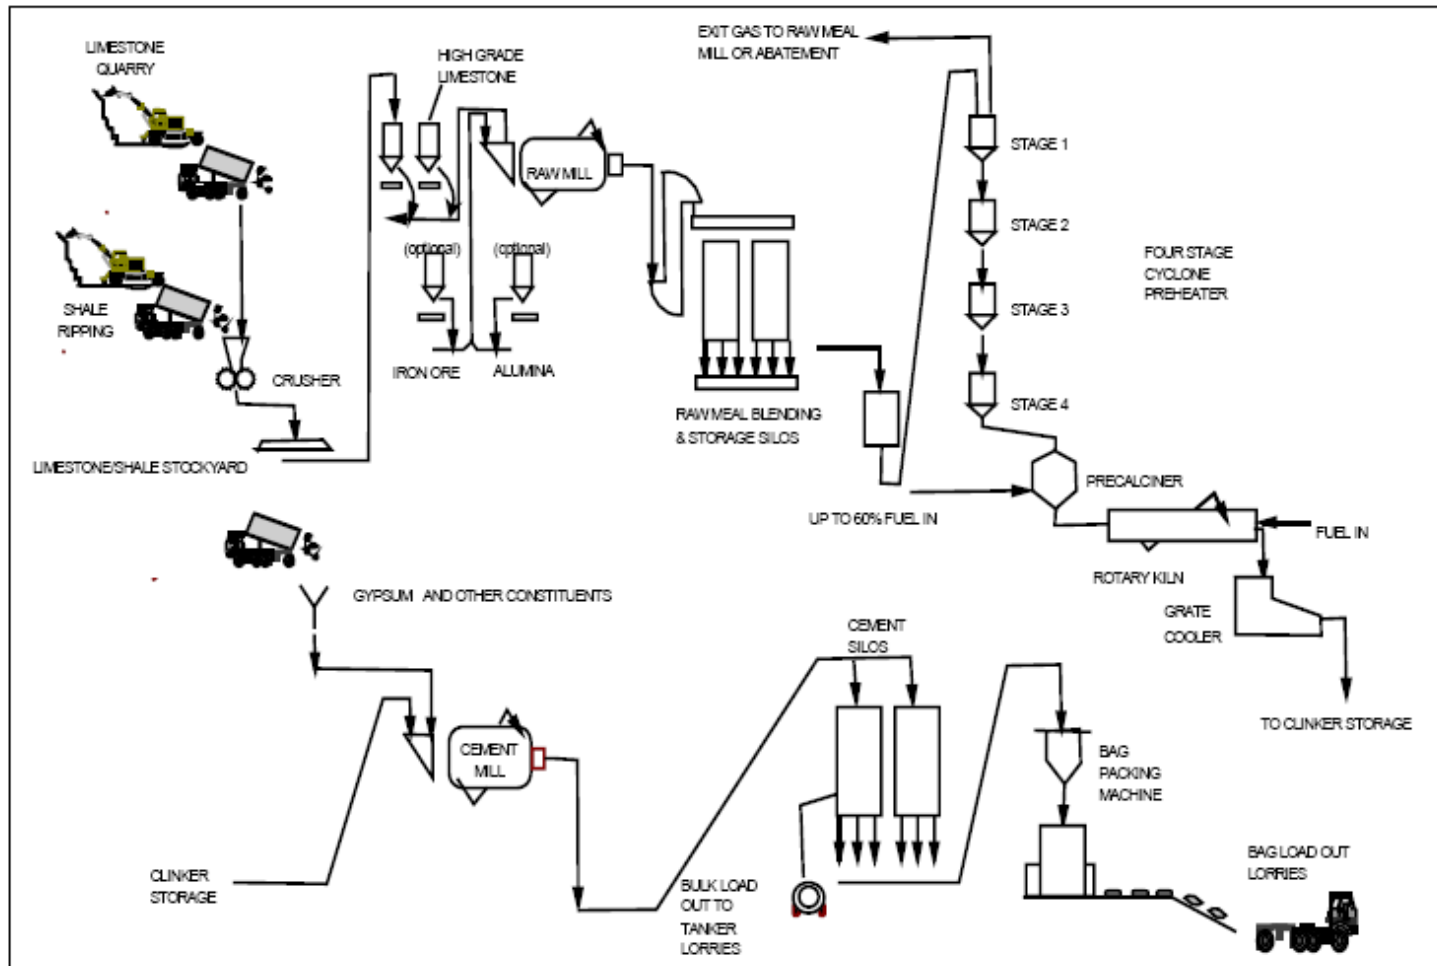 LIMESTONE
QUARRY
HIGH GRADE
LIMESTONE
EXIT GAS TO RAW MEAL
MILL OR ABATEMENT
RAW MILL
STAGE 1
STAGE 2
STAGE 3
STAGE 4
FOUR STAGE
CYCLONE
PREHEATER
(optional)
(optional)
SHALE
RIPPING
CRUSHER
IRON ORE
ALUMINA
RAW MEAL BLENDING
& STORAGE SILOS
LIMESTONE/SHALE STOCKYARD
PRECALCINER
UP TO 60% FUEL IN
FUEL IN
ROTARY KILN
GRATE
COOLER
TO CLINKER STORAGE
GYPSUM AND OTHER CONSTITUENTS
CEMENT
SILOS
CEMENT
MILL
BAG
PACKING
MACHINE
CLINKER
STORAGE
BULK LOAD
OUT TO
TANKER
LORRIES
BAG LOAD OUT
LORRIES